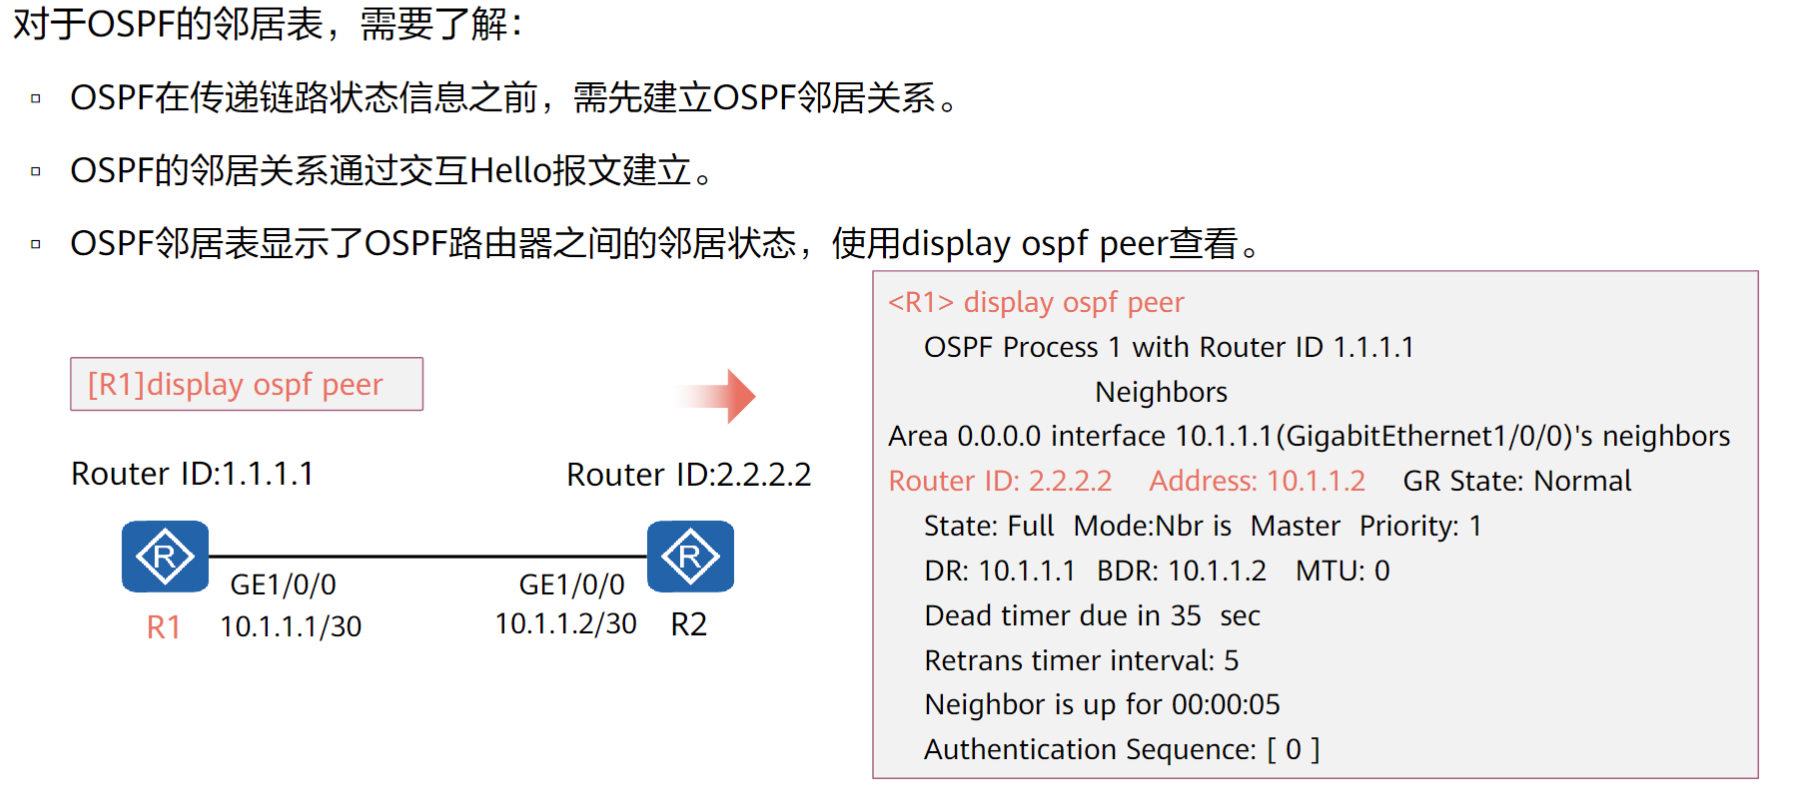 对于OSPF的邻居表，需要了解：
▫ OSPF在传递链路状态信息之前，需先建立OSPF邻居关系。
▫ OSPF的邻居关系通过交互Hello报文建立。
▫ OSPF邻居表显示了OSPF路由器之间的邻居状态，使用display ospf peer查看。
[R1]display ospf peer
Router ID:1.1.1.1
Router ID:2.2.2.2
R
R
GE1/0/0
GE1/0/0
R1
10.1.1.1/30
10.1.1.2/30
R2
<R1> display ospf peer
OSPF Process 1 with Router ID 1.1.1.1
Neighbors
Area 0.0.0.0 interface 10.1.1.1(GigabitEthernet1/0/0)'s neighbors
Router ID: 2.2.2.2 Address: 10.1.1.2 GR State: Normal
State: Full Mode:Nbr is Master Priority: 1
DR: 10.1.1.1 BDR: 10.1.1.2 MTU: 0
Dead timer due in 35 sec
Retrans timer interval: 5
Neighbor is up for 00:00:05
Authentication Sequence: [ 0 ]